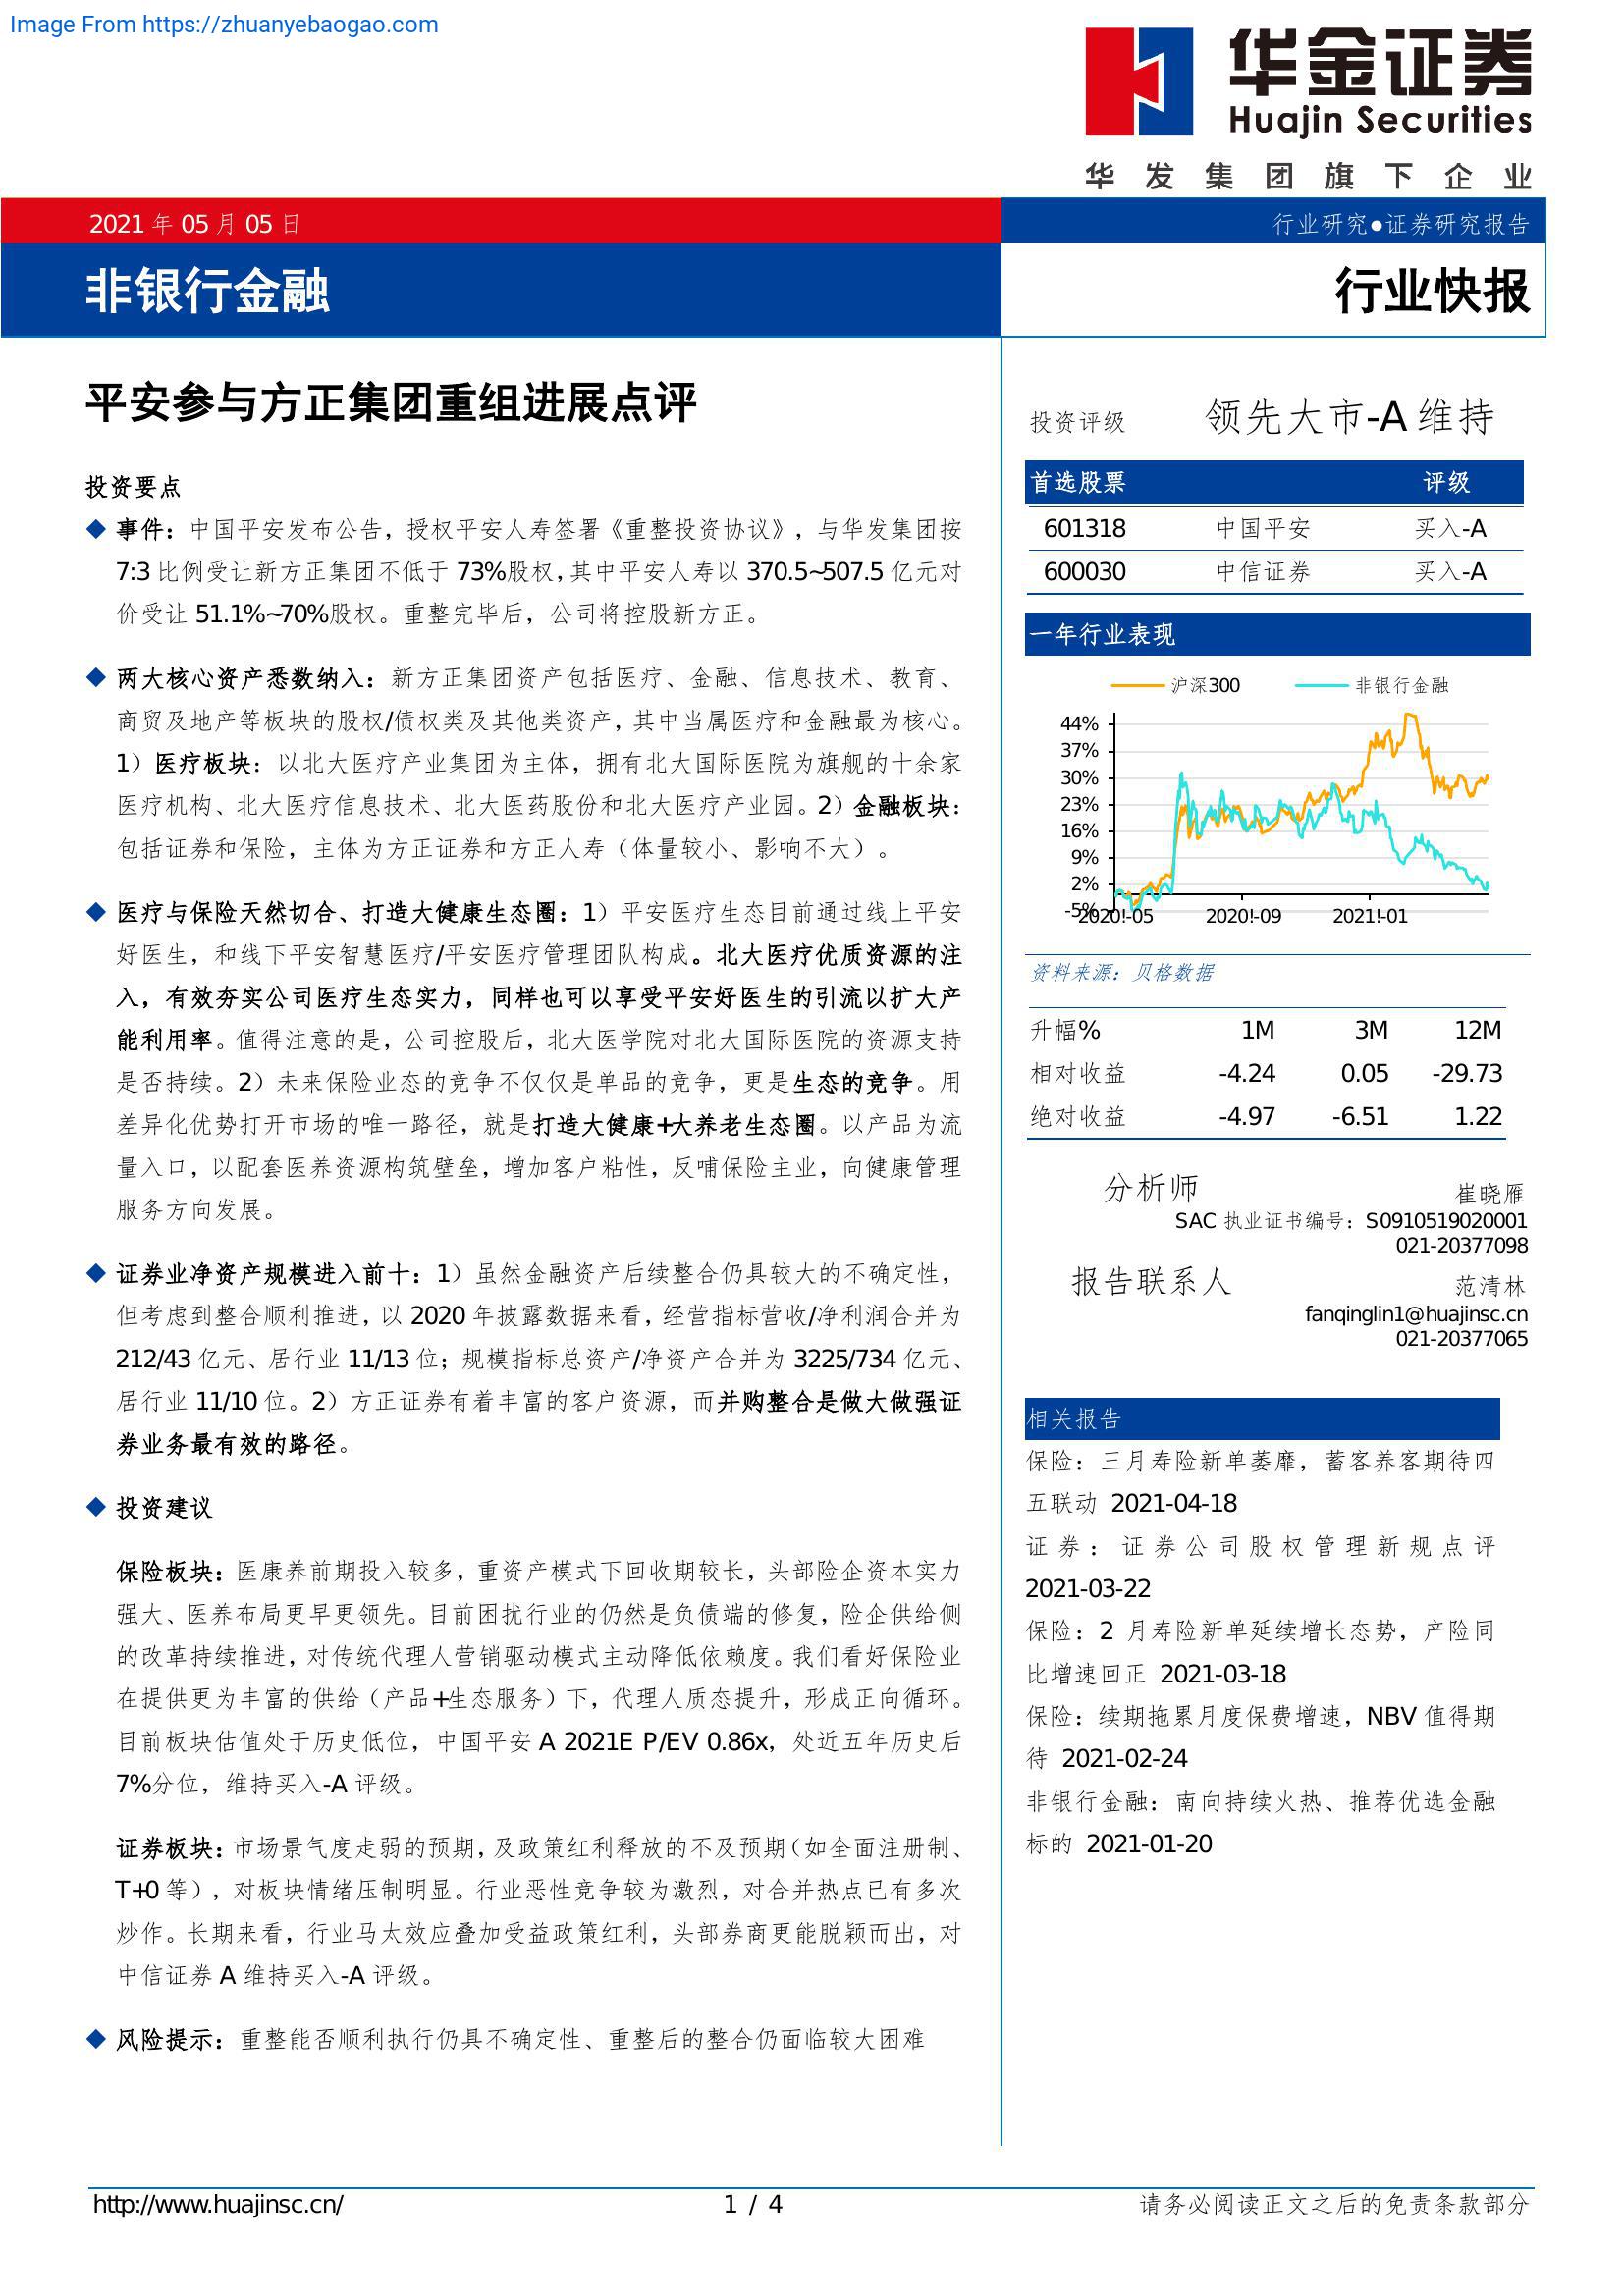 Image From https://zhuanyebaogao.com
华金证券
Huajin Securities
华发集团旗下企业
2021 年 05 月 05 日
行业研究●证券研究报告
非银行金融
行业快报
平安参与方正集团重组进展点评
投资要点
◆ 事件：中国平安发布公告，授权平安人寿签署《重整投资协议》，与华发集团按
7:3 比例受让新方正集团不低于 73%股权，其中平安人寿以 370.5~507.5 亿元对
价受让 51.1%~70%股权。重整完毕后，公司将控股新方正。
◆ 两大核心资产悉数纳入：新方正集团资产包括医疗、金融、信息技术、教育、
商贸及地产等板块的股权/债权类及其他类资产，其中当属医疗和金融最为核心。
1）医疗板块：以北大医疗产业集团为主体，拥有北大国际医院为旗舰的十余家
医疗机构、北大医疗信息技术、北大医药股份和北大医疗产业园。2）金融板块：
包括证券和保险，主体为方正证券和方正人寿（体量较小、影响不大）。
◆ 医疗与保险天然切合、打造大健康生态圈：1）平安医疗生态目前通过线上平安
好医生，和线下平安智慧医疗/平安医疗管理团队构成。北大医疗优质资源的注
入，有效夯实公司医疗生态实力，同样也可以享受平安好医生的引流以扩大产
能利用率。值得注意的是，公司控股后，北大医学院对北大国际医院的资源支持
是否持续。2）未来保险业态的竞争不仅仅是单品的竞争，更是生态的竞争。用
差异化优势打开市场的唯一路径，就是打造大健康+大养老生态圈。以产品为流
量入口，以配套医养资源构筑壁垒，增加客户粘性，反哺保险主业，向健康管理
服务方向发展。
◆ 证券业净资产规模进入前十：1）虽然金融资产后续整合仍具较大的不确定性，
但考虑到整合顺利推进，以 2020 年披露数据来看，经营指标营收/净利润合并为
212/43 亿元、居行业 11/13 位；规模指标总资产/净资产合并为 3225/734 亿元、
居行业 11/10 位。2）方正证券有着丰富的客户资源，而并购整合是做大做强证
券业务最有效的路径。
◆ 投资建议
保险板块：医康养前期投入较多，重资产模式下回收期较长，头部险企资本实力
强大、医养布局更早更领先。目前困扰行业的仍然是负债端的修复，险企供给侧
的改革持续推进，对传统代理人营销驱动模式主动降低依赖度。我们看好保险业
在提供更为丰富的供给（产品+生态服务）下，代理人质态提升，形成正向循环。
目前板块估值处于历史低位，中国平安 A 2021E P/EV 0.86x，处近五年历史后
7%分位，维持买入-A 评级。
证券板块：市场景气度走弱的预期，及政策红利释放的不及预期（如全面注册制、
T+0 等），对板块情绪压制明显。行业恶性竞争较为激烈，对合并热点已有多次
炒作。长期来看，行业马太效应叠加受益政策红利，头部券商更能脱颖而出，对
中信证券 A 维持买入-A 评级。
◆ 风险提示：重整能否顺利执行仍具不确定性、重整后的整合仍面临较大困难
投资评级 领先大市-A 维持
首选股票 评级
601318 中国平安 买入-A
600030 中信证券 买入-A
一年行业表现
沪深300 非银行金融
44%
37%
30%
23%
16%
9%
2%
-5%
2020!-05 2020!-09 2021!-01
资料来源：贝格数据
升幅% 1M 3M 12M
相对收益 -4.24 0.05 -29.73
绝对收益 -4.97 -6.51 1.22
分析师 崔晓雁
SAC 执业证书编号：S0910519020001
021-20377098
报告联系人 范清林
fanqinglin1@huajinsc.cn
021-20377065
相关报告
保险：三月寿险新单萎靡，蓄客养客期待四
五联动 2021-04-18
证券：证券公司股权管理新规点评
2021-03-22
保险：2 月寿险新单延续增长态势，产险同
比增速回正 2021-03-18
保险：续期拖累月度保费增速，NBV 值得期
待 2021-02-24
非银行金融：南向持续火热、推荐优选金融
标的 2021-01-20
http://www.huajinsc.cn/
1 / 4
请务必阅读正文之后的免责条款部分